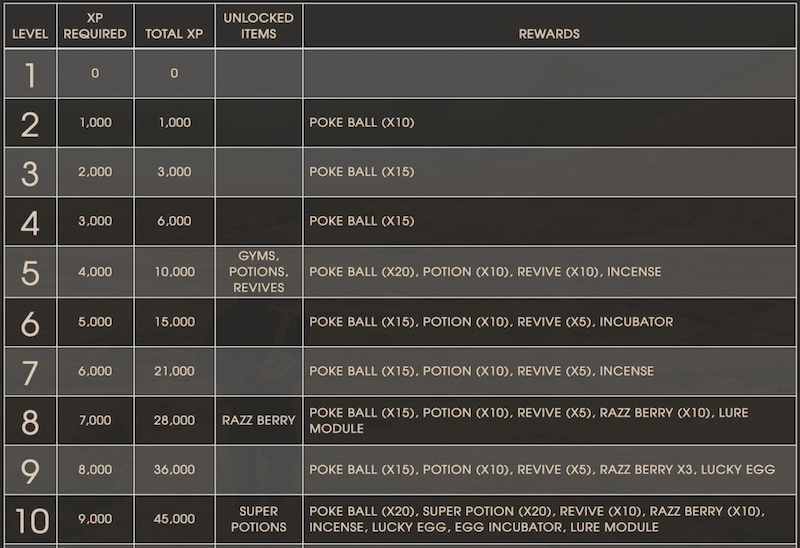 LEVEL XP REQUIRED TOTAL XP UNLOCKED ITEMS REWARDS
1 0 0
2 1,000 1,000 POKE BALL (X10)
3 2,000 3,000 POKE BALL (X15)
4 3,000 6,000 POKE BALL (X15)
5 4,000 10,000 GYMS, POTIONS, REVIVES POKE BALL (X20), POTION (X10), REVIVE (X10), INCENSE
6 5,000 15,000 POKE BALL (X15), POTION (X10), REVIVE (X5), INCUBATOR
7 6,000 21,000 POKE BALL (X15), POTION (X10), REVIVE (X5), INCENSE
8 7,000 28,000 RAZZ BERRY POKE BALL (X15), POTION (X10), REVIVE (X5), RAZZ BERRY (X10), LURE
MODULE
9 8,000 36,000 POKE BALL (X15), POTION (X10), REVIVE (X5), RAZZ BERRY X3, LUCKY EGG
10 9,000 45,000 SUPER POTIONS POKE BALL (X20), SUPER POTION (X20), REVIVE (X10), RAZZ BERRY (X10),
INCENSE, LUCKY EGG, EGG INCUBATOR, LURE MODULE